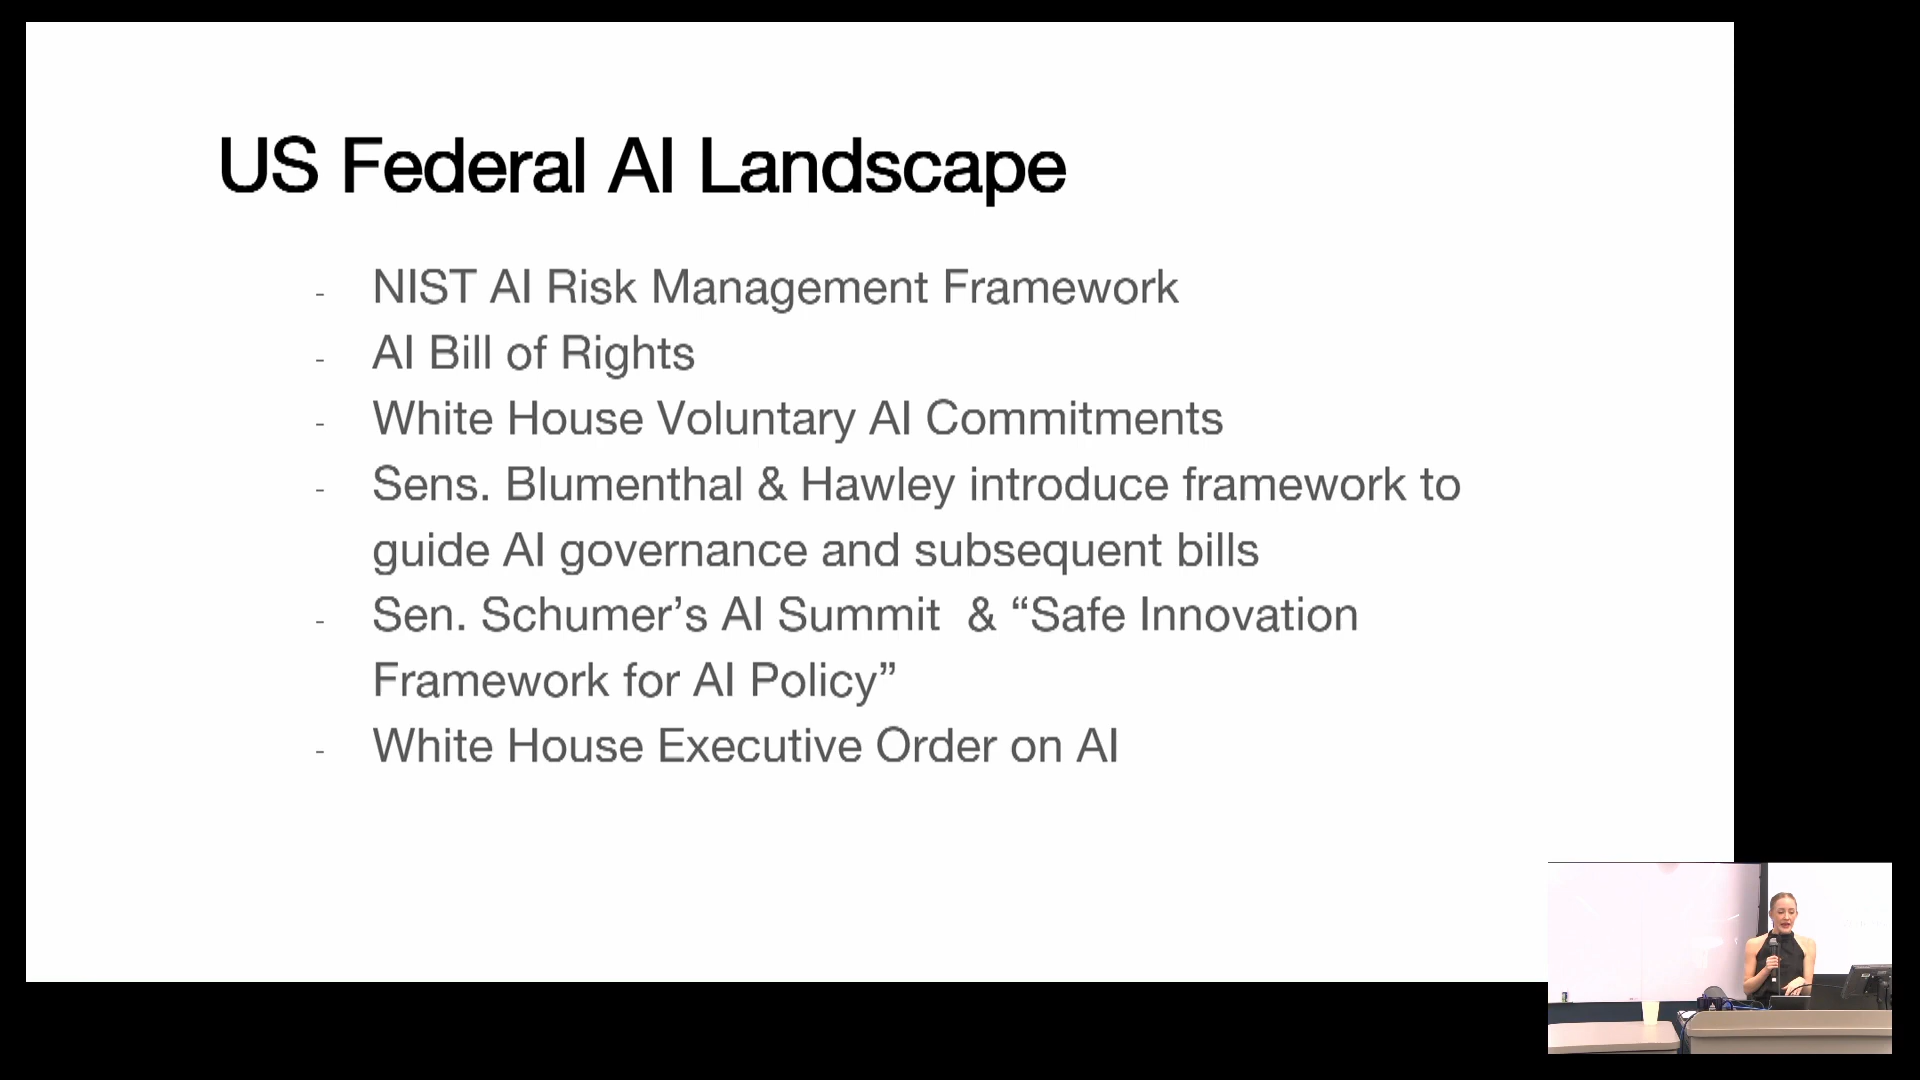 US Federal AI Landscape
- NIST AI Risk Management Framework
- AI Bill of Rights
- White House Voluntary AI Commitments
- Sens. Blumenthal & Hawley introduce framework to
guide AI governance and subsequent bills
- Sen. Schumer’s AI Summit  & “Safe Innovation
Framework for AI Policy”
- White House Executive Order on AI